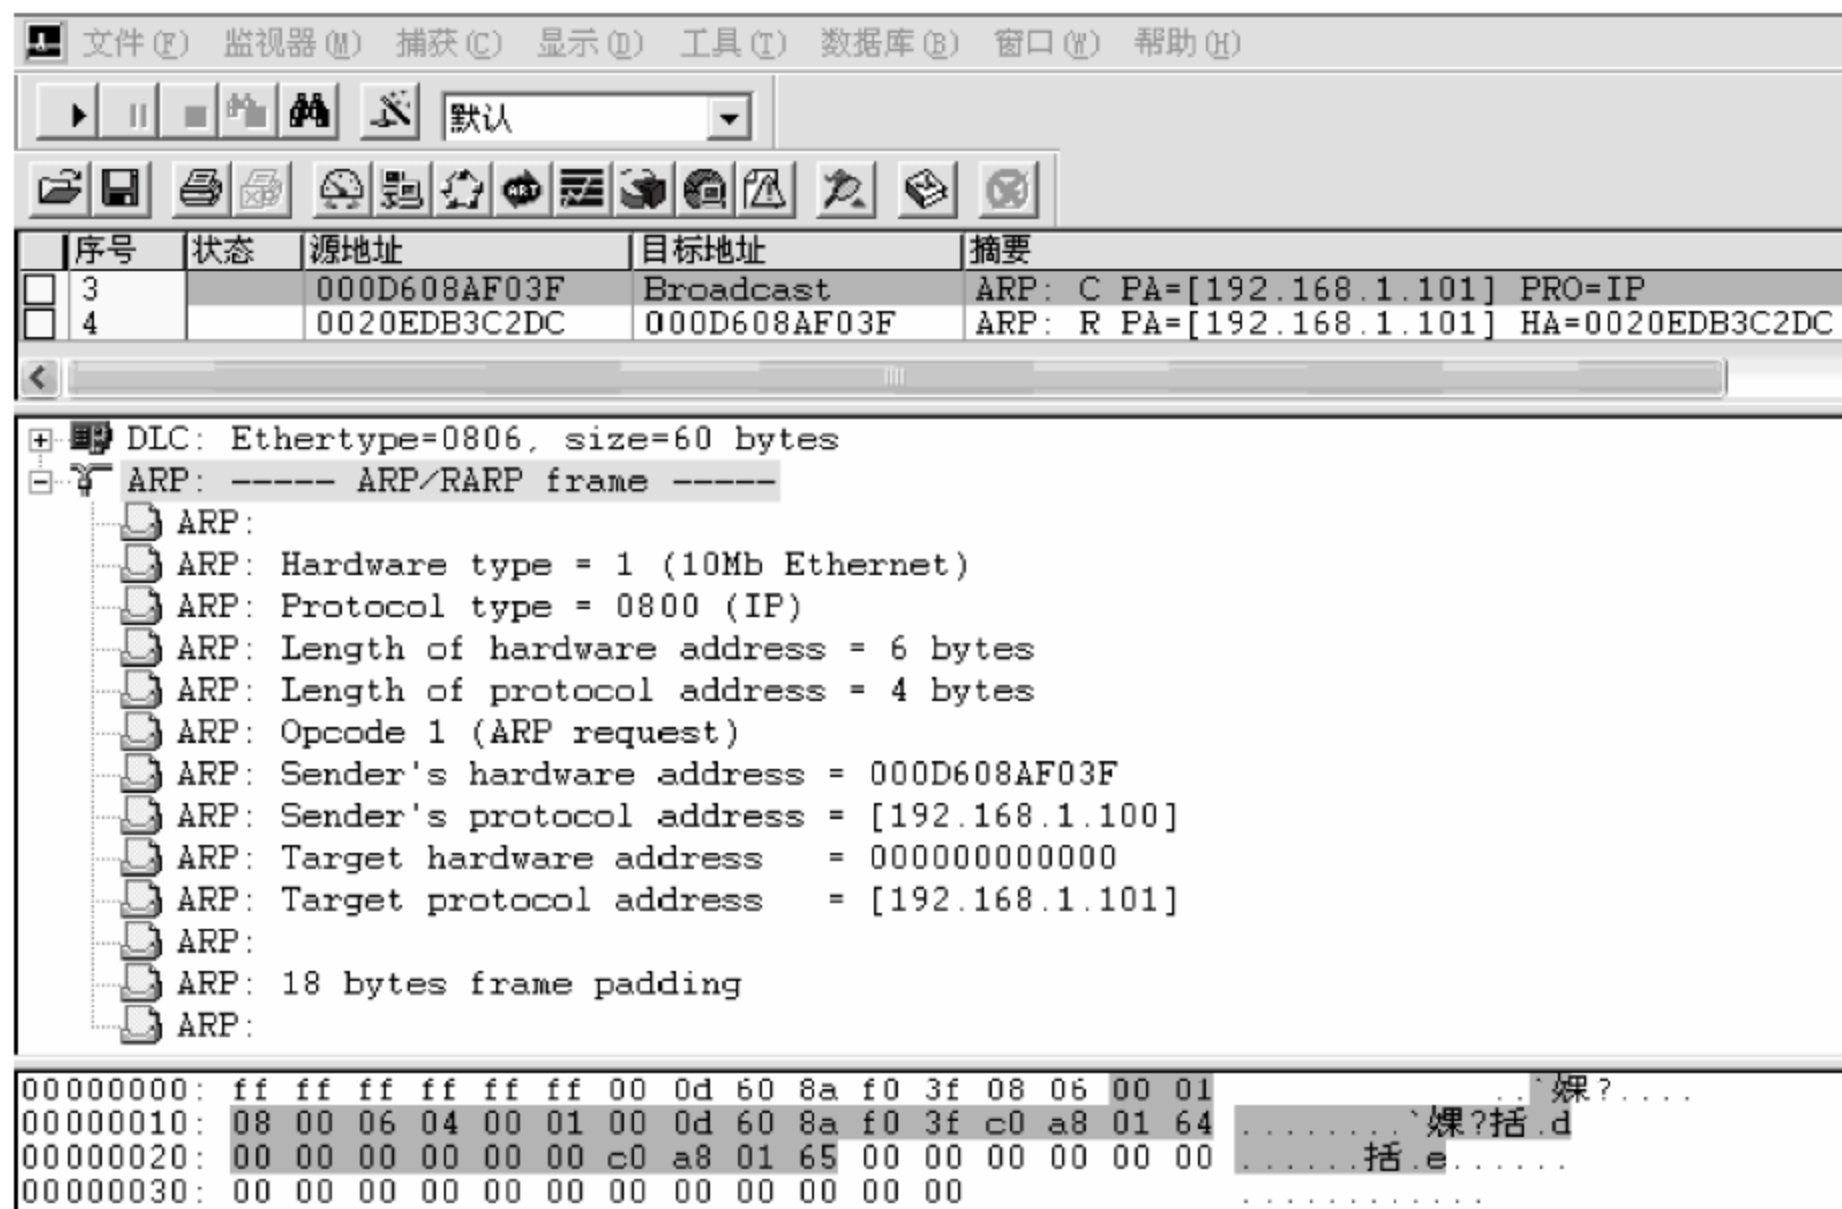 文件(F) 监视器(M) 捕获(C) 显示(D) 工具(T) 数据库(B) 窗口(W) 帮助(H)
默认
ART
序号 状态 源地址 目标地址 摘要
3 000D608AF03F Broadcast ARP: C PA=[192.168.1.101] PRO=IP
4 0020EDB3C2DC 000D608AF03F ARP: R PA=[192.168.1.101] HA=0020EDB3C2DC
DLC: Ethertype=0806, size=60 bytes
ARP: ----- ARP/RARP frame -----
ARP:
ARP: Hardware type = 1 (10Mb Ethernet)
ARP: Protocol type = 0800 (IP)
ARP: Length of hardware address = 6 bytes
ARP: Length of protocol address = 4 bytes
ARP: Opcode 1 (ARP request)
ARP: Sender's hardware address = 000D608AF03F
ARP: Sender's protocol address = [192.168.1.100]
ARP: Target hardware address = 000000000000
ARP: Target protocol address = [192.168.1.101]
ARP:
ARP: 18 bytes frame padding
ARP:
00000000: ff ff ff ff ff ff 00 0d 60 8a f0 3f 08 06 00 01 ..`婐?....
00000010: 08 00 06 04 00 01 00 0d 60 8a f0 3f c0 a8 01 64 ........`婐?括.d
00000020: 00 00 00 00 00 00 c0 a8 01 65 00 00 00 00 00 00 ......括.e......
00000030: 00 00 00 00 00 00 00 00 00 00 00 00 ............